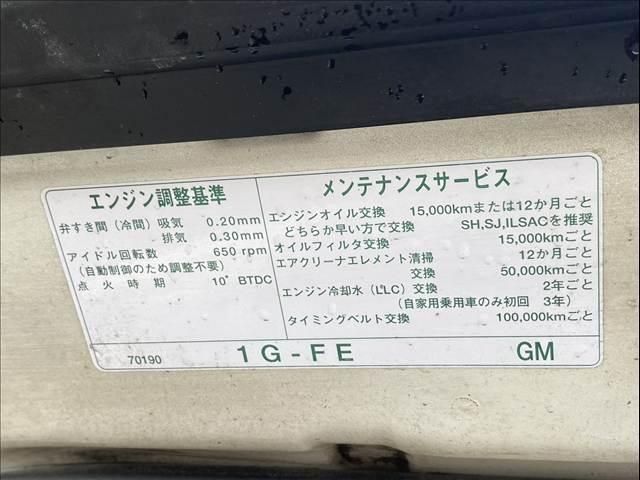 エンジン調整基準
弁すき間（冷間）吸気 0.20mm
排気 0.30mm
アイドル回転数 650 rpm
（自動制御のため調整不要）
点火時期 10°BTDC
メンテナンスサービス
エンジンオイル交換 15,000kmまたは12か月ごと
どちらか早い方で交換 SH,SJ,ILSACを推奨
オイルフィルタ交換 15,000kmごと
エアクリーナエレメント清掃 12か月ごと
交換 50,000kmごと
エンジン冷却水（L'LC）交換 2年ごと
（自家用乗用車のみ初回 3年）
タイミングベルト交換 100,000kmごと
70190 1G-FE GM